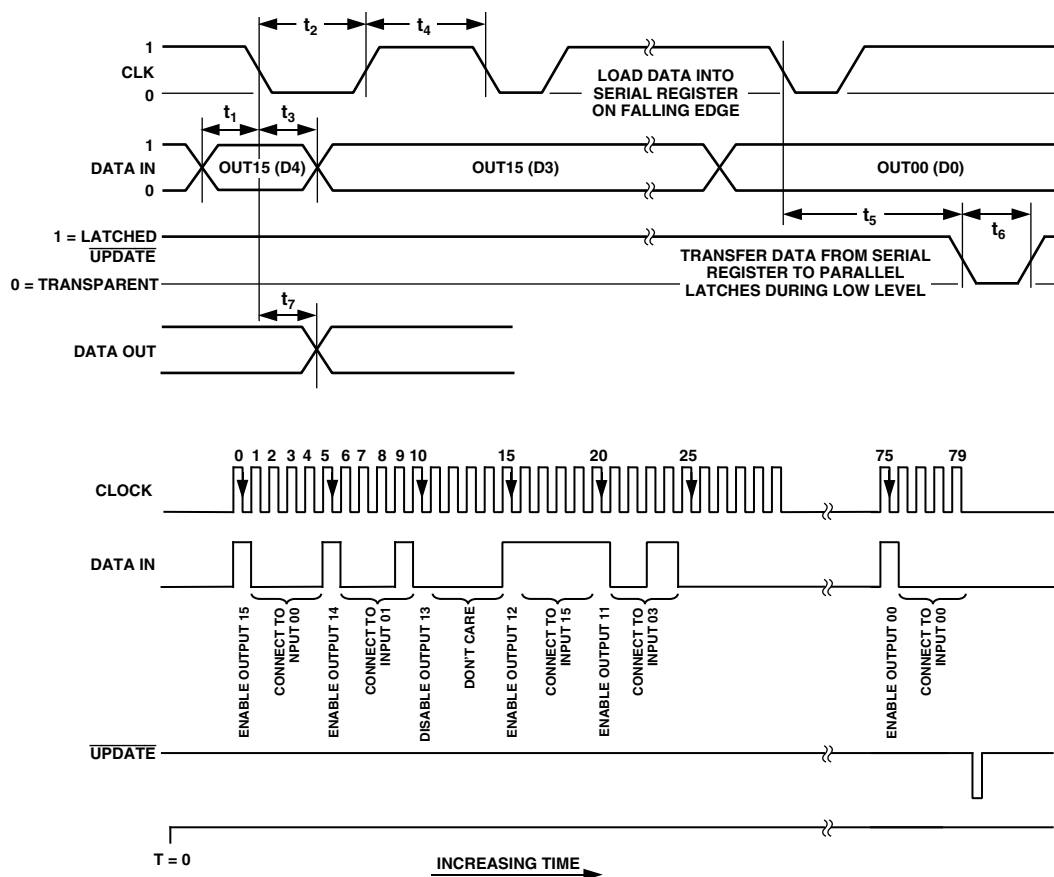 t2
t4
1
CLK
0
LOAD DATA INTO
SERIAL REGISTER
ON FALLING EDGE
t1
t3
1
DATA IN
0
OUT15 (D4)
OUT15 (D3)
OUT00 (D0)
t5
t6
1 = LATCHED
UPDATE
0 = TRANSPARENT
TRANSFER DATA FROM SERIAL
REGISTER TO PARALLEL
LATCHES DURING LOW LEVEL
t7
DATA OUT
0 1 2 3 4 5 6 7 8 9 10 15 20 25 75 79
CLOCK
DATA IN
ENABLE OUTPUT 15
CONNECT TO
NPUT 00
ENABLE OUTPUT 14
CONNECT TO
INPUT 01
DISABLE OUTPUT 13
DON'T CARE
ENABLE OUTPUT 12
CONNECT TO
INPUT 15
ENABLE OUTPUT 11
CONNECT TO
INPUT 03
ENABLE OUTPUT 00
CONNECT TO
INPUT 00
UPDATE
T = 0
INCREASING TIME